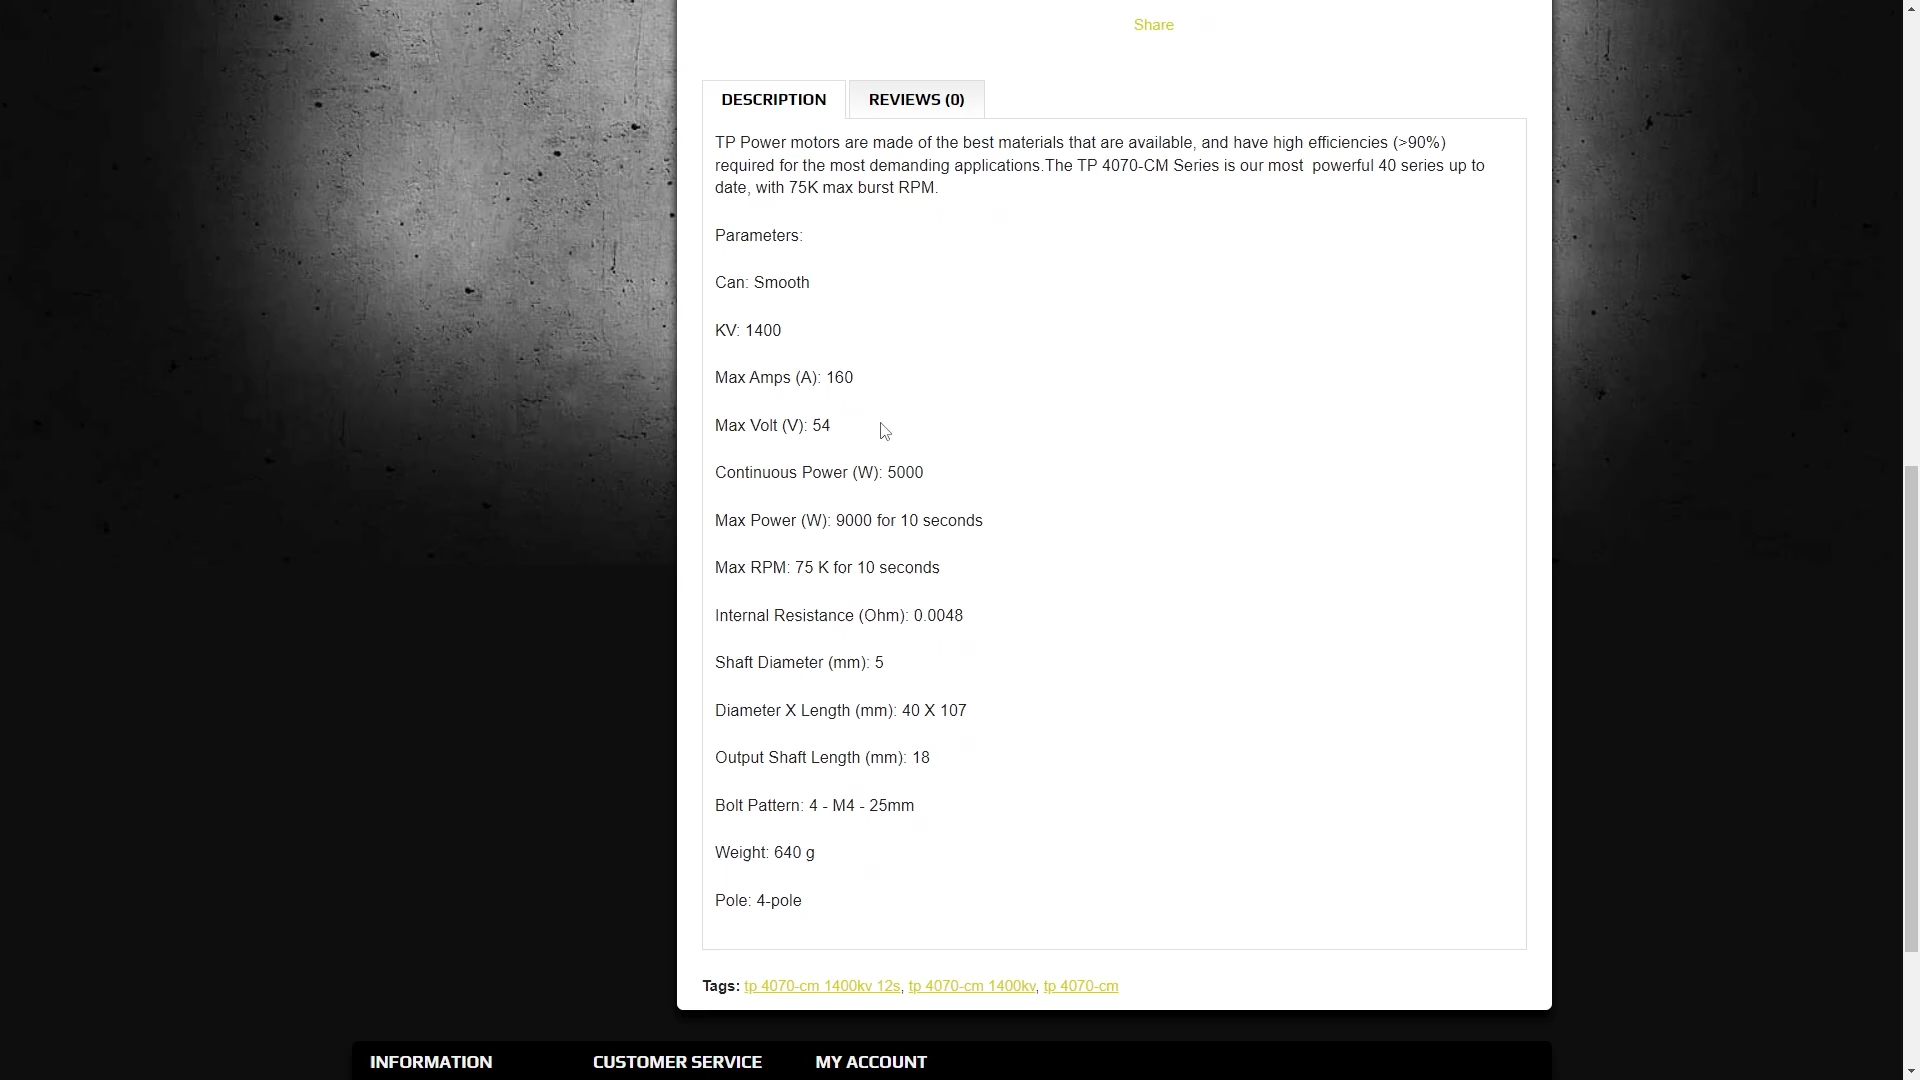 Share
DESCRIPTION
REVIEWS (0)
TP Power motors are made of the best materials that are available, and have high efficiencies (>90%)
required for the most demanding applications.The TP 4070-CM Series is our most  powerful 40 series up to
date, with 75K max burst RPM.
Parameters:
Can: Smooth
KV: 1400
Max Amps (A): 160
Max Volt (V): 54
Continuous Power (W): 5000
Max Power (W): 9000 for 10 seconds
Max RPM: 75 K for 10 seconds
Internal Resistance (Ohm): 0.0048
Shaft Diameter (mm): 5
Diameter X Length (mm): 40 X 107
Output Shaft Length (mm): 18
Bolt Pattern: 4 - M4 - 25mm
Weight: 640 g
Pole: 4-pole
Tags: tp 4070-cm 1400kv 12s, tp 4070-cm 1400kv, tp 4070-cm
INFORMATION
CUSTOMER SERVICE
MY ACCOUNT